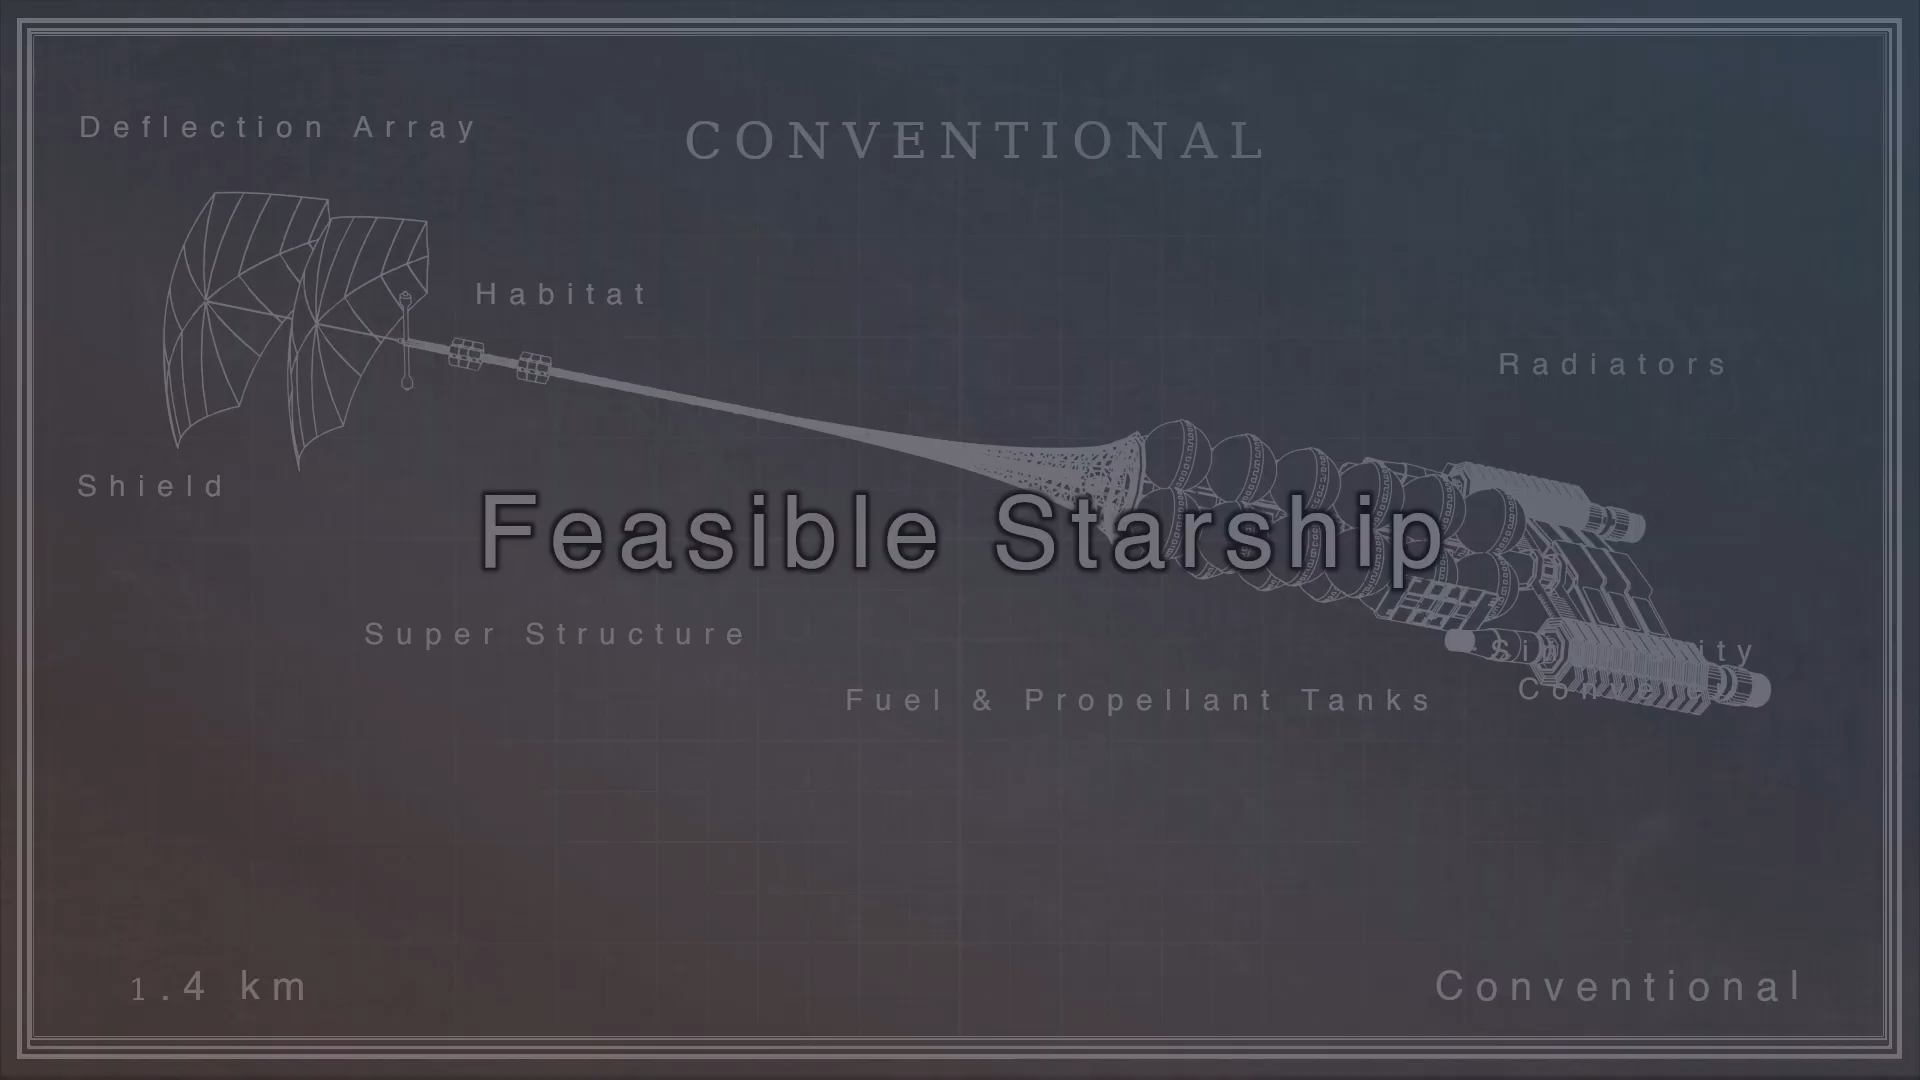 Deflection Array
CONVENTIONAL
Habitat
Radiators
Shield
Feasible Starship
Super Structure
Fuel & Propellant Tanks
1.4 km
Conventional